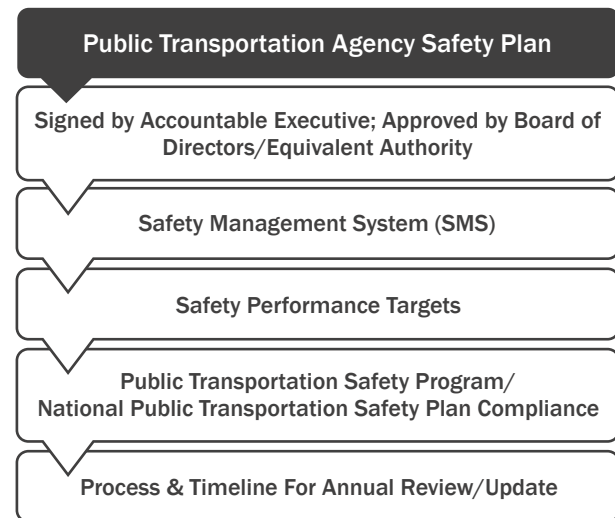 Public Transportation Agency Safety Plan
Signed by Accountable Executive; Approved by Board of
Directors/Equivalent Authority
Safety Management System (SMS)
Safety Performance Targets
Public Transportation Safety Program/
National Public Transportation Safety Plan Compliance
Process & Timeline For Annual Review/Update